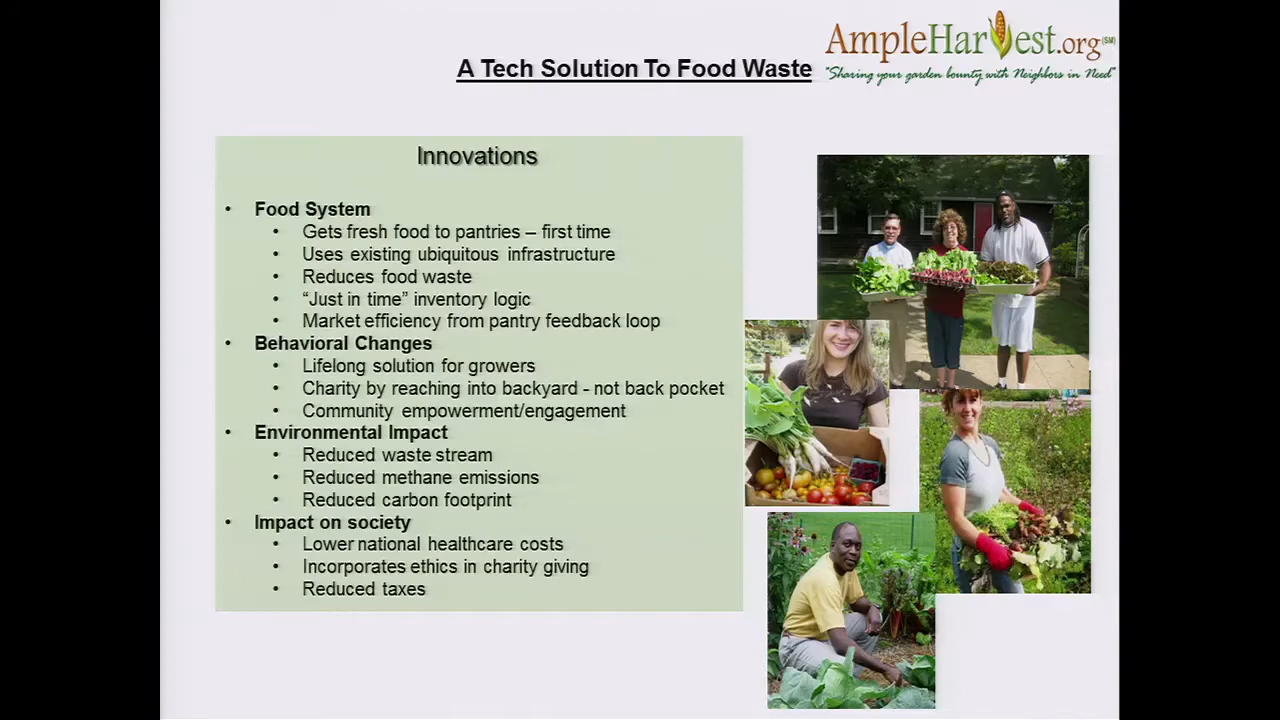 AmpleHarvest.org(SM)
A Tech Solution To Food Waste
"Sharing your garden bounty with Neighbors in Need"
Innovations
• Food System
• Gets fresh food to pantries – first time
• Uses existing ubiquitous infrastructure
• Reduces food waste
• “Just in time” inventory logic
• Market efficiency from pantry feedback loop
• Behavioral Changes
• Lifelong solution for growers
• Charity by reaching into backyard - not back pocket
• Community empowerment/engagement
• Environmental Impact
• Reduced waste stream
• Reduced methane emissions
• Reduced carbon footprint
• Impact on society
• Lower national healthcare costs
• Incorporates ethics in charity giving
• Reduced taxes